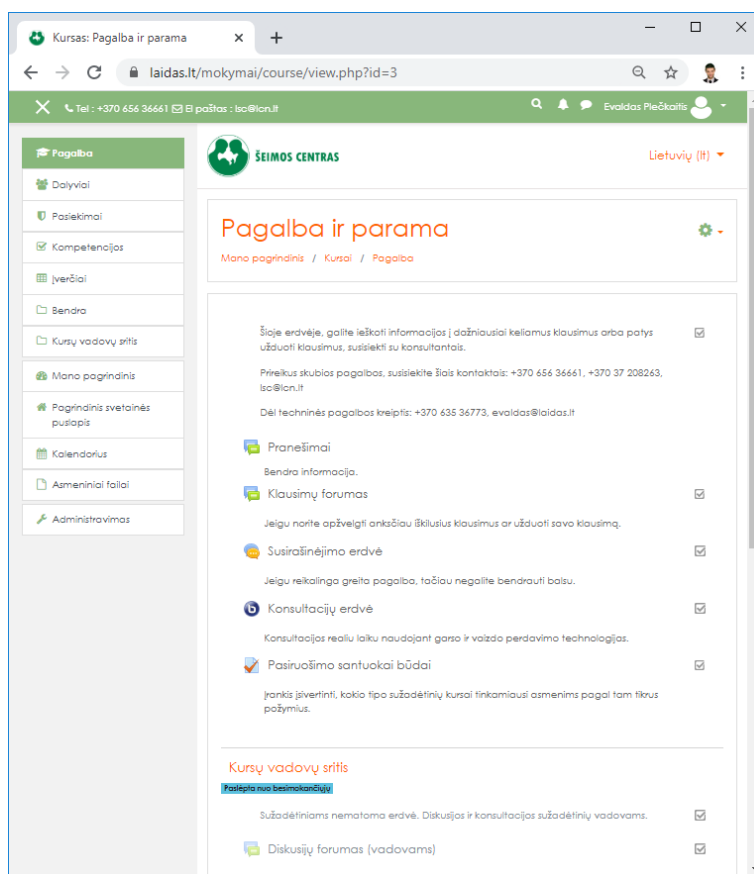 Kursas: Pagalba ir parama
laidas.lt/mokymai/course/view.php?id=3
Tel : +370 656 36661 El paštas : lsc@lcn.lt
Evaldas Plečkaitis
Pagalba
Dalyviai
Pasiekimai
Kompetencijos
Įverčiai
Bendra
Kursų vadovų sritis
Mano pagrindinis
Pagrindinis svetainės
puslapis
Kalendorius
Asmeniniai failai
Administravimas
ŠEIMOS CENTRAS
Lietuvių (lt)
Pagalba ir parama
Mano pagrindinis / Kursai / Pagalba
Šioje erdvėje, galite ieškoti informacijos į dažniausiai keliamus klausimus arba patys
užduoti klausimus, susisiekti su konsultantais.
Prireikus skubios pagalbos, susisiekite šiais kontaktais: +370 656 36661, +370 37 208263,
lsc@lcn.lt
Dėl techninės pagalbos kreiptis: +370 635 36773, evaldas@laidas.lt
Pranešimai
Bendra informacija.
Klausimų forumas
Jeigu norite apžvelgti anksčiau iškilusius klausimus ar užduoti savo klausimą.
Susirašinėjimo erdvė
Jeigu reikalinga greita pagalba, tačiau negalite bendrauti balsu.
b
Konsultacijų erdvė
Konsultacijos realiu laiku naudojant garso ir vaizdo perdavimo technologijas.
Pasiruošimo santuokai būdai
Įrankis įsivertinti, kokio tipo sužadėtinių kursai tinkamiausi asmenims pagal tam tikrus
požymius.
Kursų vadovų sritis
Paslėpta nuo besimokančiųjų
Sužadėtiniams nematoma erdvė. Diskusijos ir konsultacijos sužadėtinių vadovams.
Diskusijų forumas (vadovams)